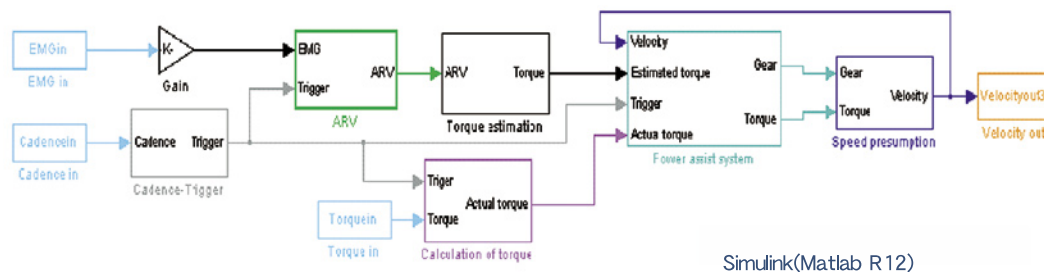 EMGin
EMG in
K-
Gain
EMG
Trigger
ARV
ARV
ARV
Torque
Torque estimation
Velocity
Estimated torque
Trigger
Actua torque
Gear
Torque
Fower assist system
Gear
Torque
Velocity
Speed presumption
Velocityout3
Velocity out
CadenceIn
Cadence in
Cadence
Trigger
Cadence-Trigger
Torquein
Torque in
Triger
Torque
Actual torque
Calculation of torque
Simulink(Matlab R12)